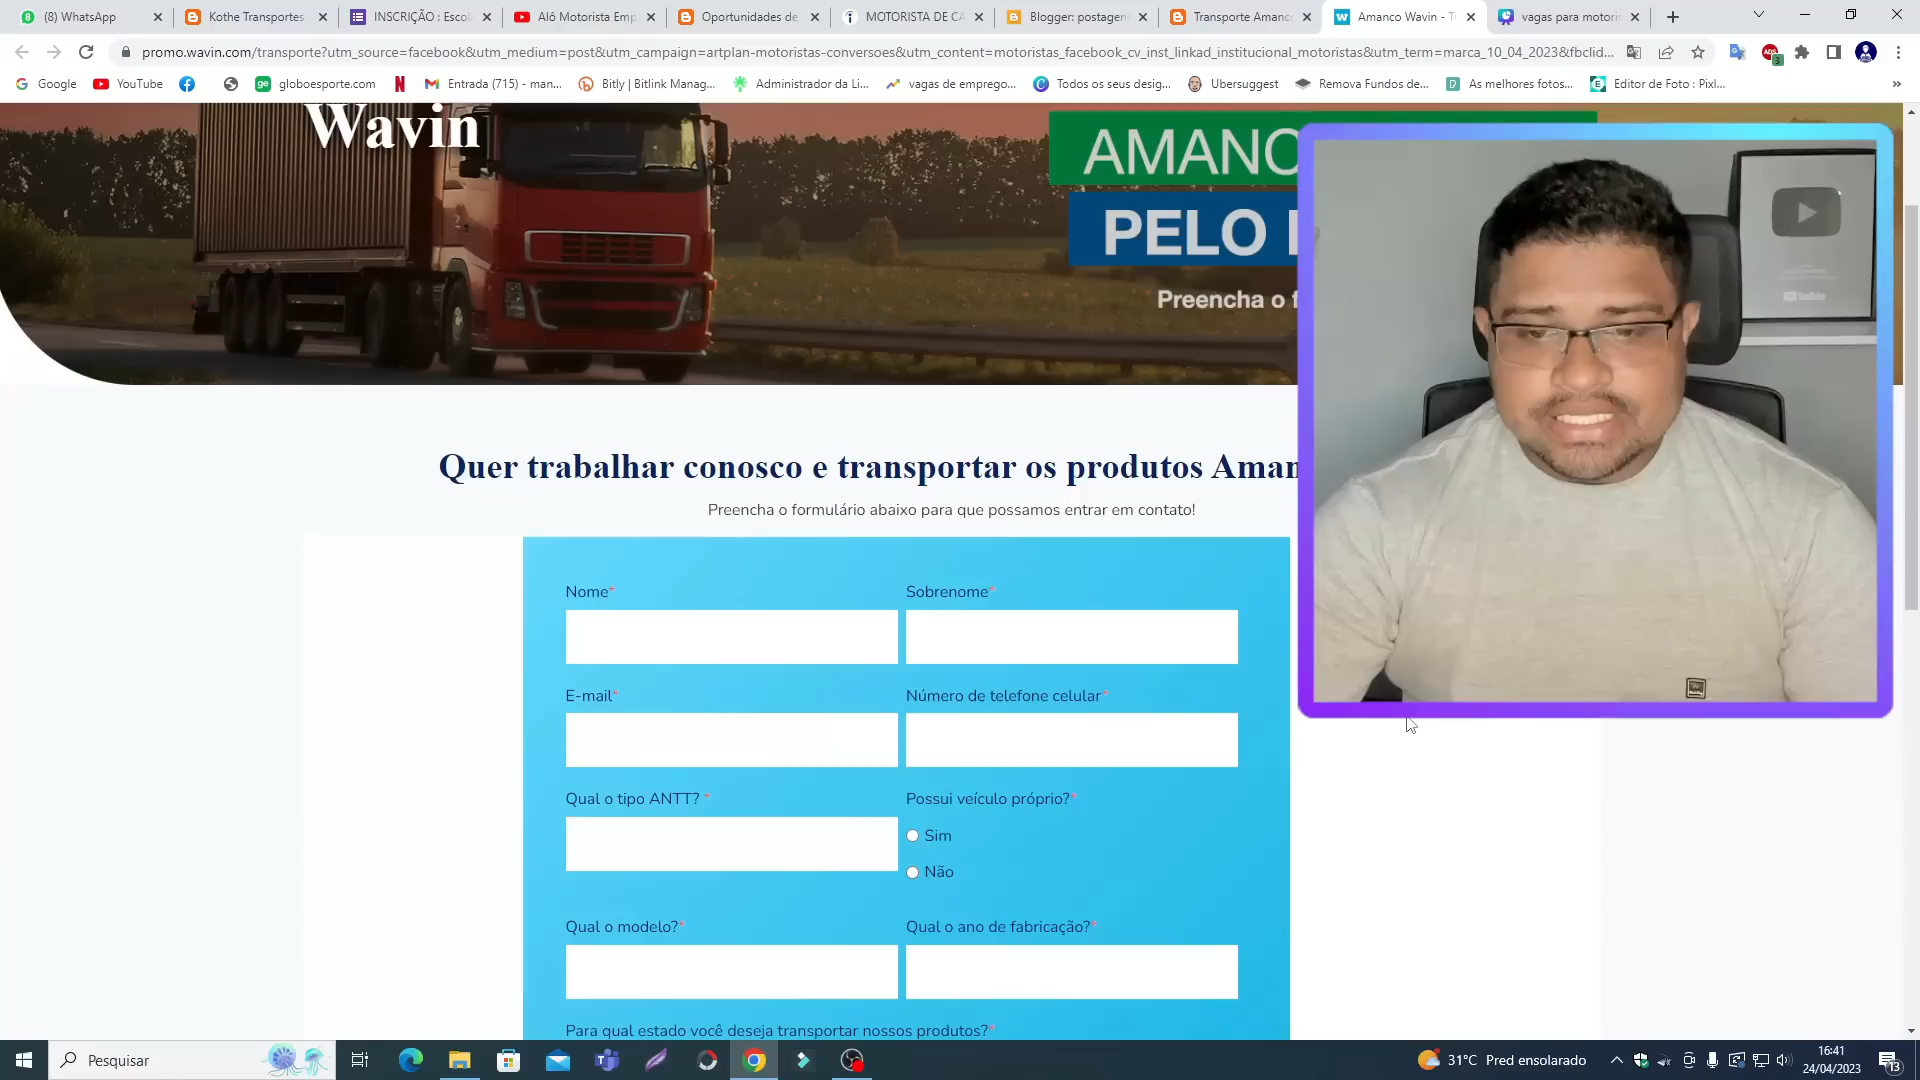 (8) WhatsApp
Kothe Transportes
INSCRIÇÃO : Escol
Alô Motorista Emp
Oportunidades de
MOTORISTA DE CA
Blogger: postagen
Transporte Amanco
Amanco Wavin - T
vagas para motoris
promo.wavin.com/transporte?utm_source=facebook&utm_medium=post&utm_campaign=artplan-motoristas-conversoes&utm_content=motoristas_facebook_cv_inst_linkad_institucional_motoristas&utm_term=marca_10_04_2023&fbclid...
Google
YouTube
globoesporte.com
Entrada (715) - man...
Bitly | Bitlink Manag...
Administrador da Li...
vagas de emprego...
Todos os seus desig...
Ubersuggest
Remova Fundos de...
As melhores fotos...
Editor de Foto : Pixl...
Wavin
AMANC
PELO
Preencha o f
Quer trabalhar conosco e transportar os produtos Aman
Preencha o formulário abaixo para que possamos entrar em contato!
Nome*
Sobrenome*
E-mail*
Número de telefone celular*
Qual o tipo ANTT? *
Possui veículo próprio?*
Sim
Não
Qual o modelo?*
Qual o ano de fabricação?*
Para qual estado você deseja transportar nossos produtos?*
Pesquisar
31°C Pred ensolarado
16:41
24/04/2023
13